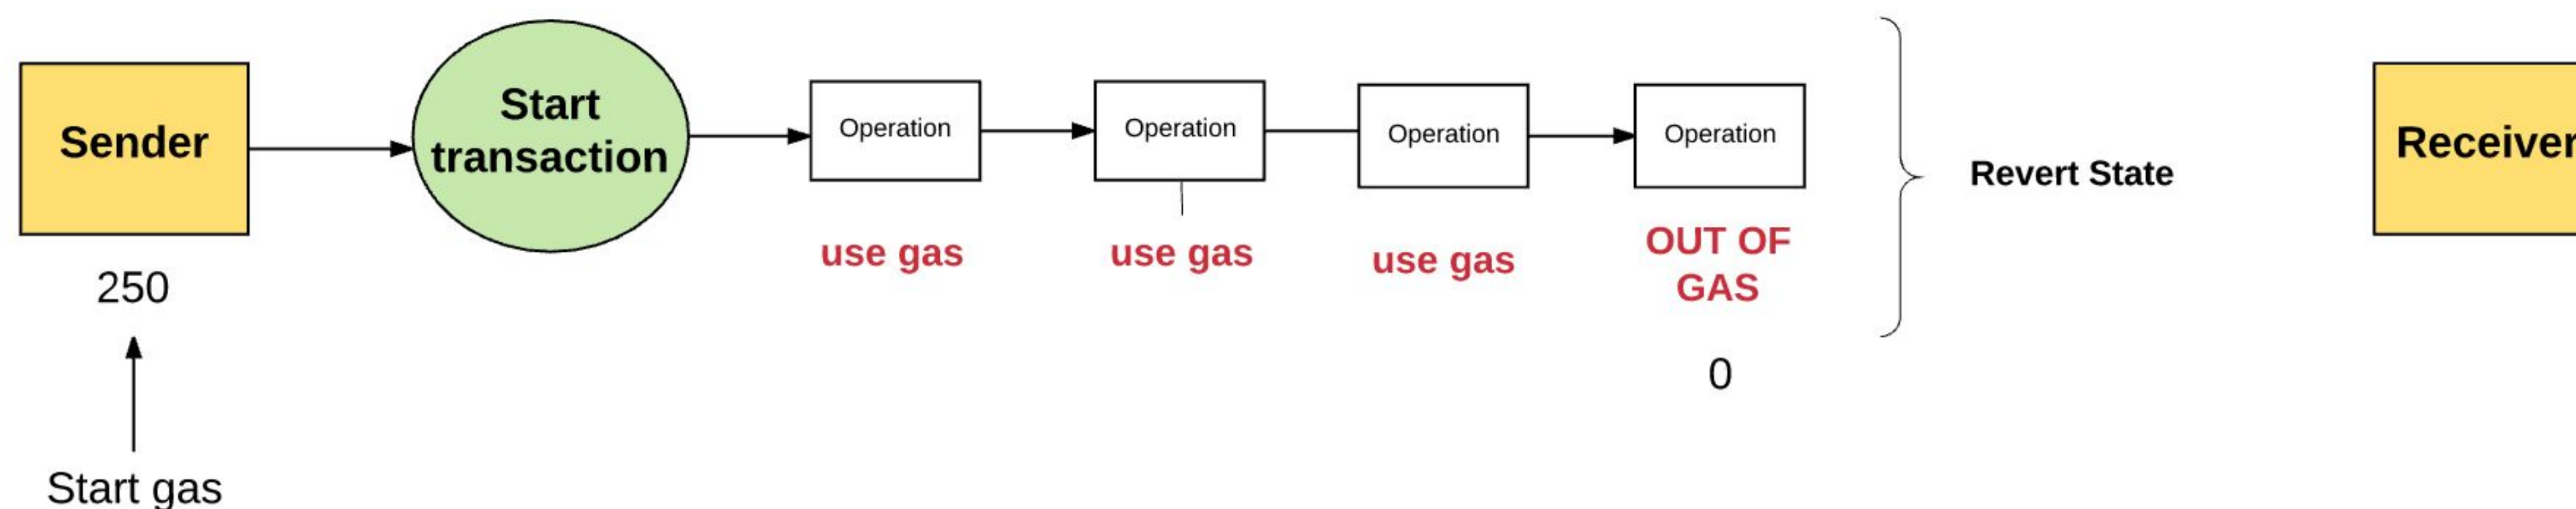 Sender
Start
transaction
Operation
Operation
Operation
Operation
Revert State
Receiver
use gas
use gas
use gas
OUT OF
GAS
250
0
Start gas